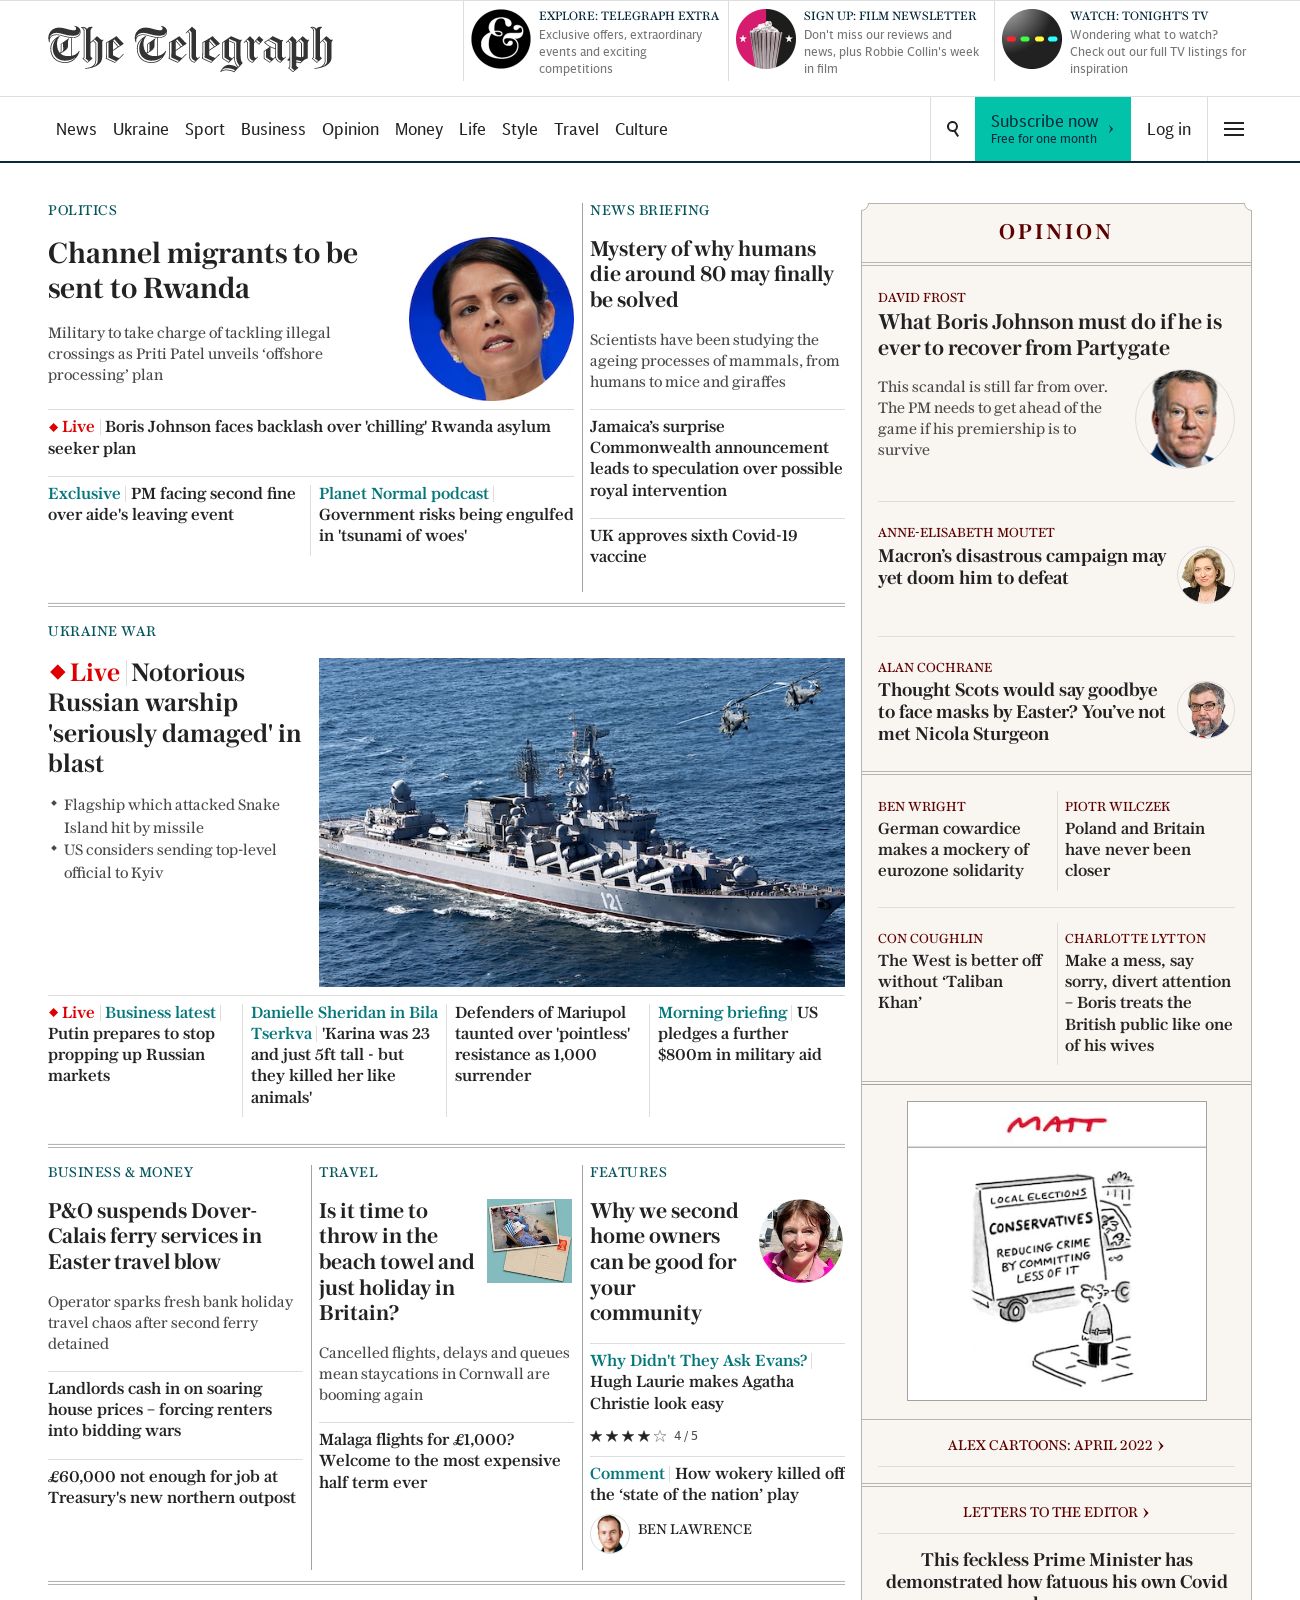 The Telegraph
EXPLORE: TELEGRAPH EXTRA
Exclusive offers, extraordinary
events and exciting
competitions
SIGN UP: FILM NEWSLETTER
Don't miss our reviews and
news, plus Robbie Collin's week
in film
WATCH: TONIGHT'S TV
Wondering what to watch?
Check out our full TV listings for
inspiration
News Ukraine Sport Business Opinion Money Life Style Travel Culture
Subscribe now ›
Free for one month
Log in
POLITICS
Channel migrants to be
sent to Rwanda
Military to take charge of tackling illegal
crossings as Priti Patel unveils ‘offshore
processing’ plan
Live Boris Johnson faces backlash over 'chilling' Rwanda asylum
seeker plan
Exclusive PM facing second fine
over aide's leaving event
Planet Normal podcast
Government risks being engulfed
in 'tsunami of woes'
NEWS BRIEFING
Mystery of why humans
die around 80 may finally
be solved
Scientists have been studying the
ageing processes of mammals, from
humans to mice and giraffes
Jamaica’s surprise
Commonwealth announcement
leads to speculation over possible
royal intervention
UK approves sixth Covid-19
vaccine
UKRAINE WAR
Live Notorious
Russian warship
'seriously damaged' in
blast
Flagship which attacked Snake
Island hit by missile
US considers sending top-level
official to Kyiv
121
Live Business latest
Putin prepares to stop
propping up Russian
markets
Danielle Sheridan in Bila
Tserkva 'Karina was 23
and just 5ft tall - but
they killed her like
animals'
Defenders of Mariupol
taunted over 'pointless'
resistance as 1,000
surrender
Morning briefing US
pledges a further
$800m in military aid
BUSINESS & MONEY
P&O suspends Dover-
Calais ferry services in
Easter travel blow
Operator sparks fresh bank holiday
travel chaos after second ferry
detained
Landlords cash in on soaring
house prices – forcing renters
into bidding wars
£60,000 not enough for job at
Treasury's new northern outpost
TRAVEL
Is it time to
throw in the
beach towel and
just holiday in
Britain?
Cancelled flights, delays and queues
mean staycations in Cornwall are
booming again
Malaga flights for £1,000?
Welcome to the most expensive
half term ever
FEATURES
Why we second
home owners
can be good for
your
community
Why Didn't They Ask Evans?
Hugh Laurie makes Agatha
Christie look easy
★★★★☆ 4/5
Comment How wokery killed off
the ‘state of the nation’ play
BEN LAWRENCE
OPINION
DAVID FROST
What Boris Johnson must do if he is
ever to recover from Partygate
This scandal is still far from over.
The PM needs to get ahead of the
game if his premiership is to
survive
ANNE-ELISABETH MOUTET
Macron’s disastrous campaign may
yet doom him to defeat
ALAN COCHRANE
Thought Scots would say goodbye
to face masks by Easter? You’ve not
met Nicola Sturgeon
BEN WRIGHT
German cowardice
makes a mockery of
eurozone solidarity
PIOTR WILCZEK
Poland and Britain
have never been
closer
CON COUGHLIN
The West is better off
without ‘Taliban
Khan’
CHARLOTTE LYTTON
Make a mess, say
sorry, divert attention
– Boris treats the
British public like one
of his wives
MATT
LOCAL ELECTIONS
CONSERVATIVES
REDUCING CRIME
BY COMMITTING
LESS OF IT
ALEX CARTOONS: APRIL 2022 ›
LETTERS TO THE EDITOR ›
This feckless Prime Minister has
demonstrated how fatuous his own Covid